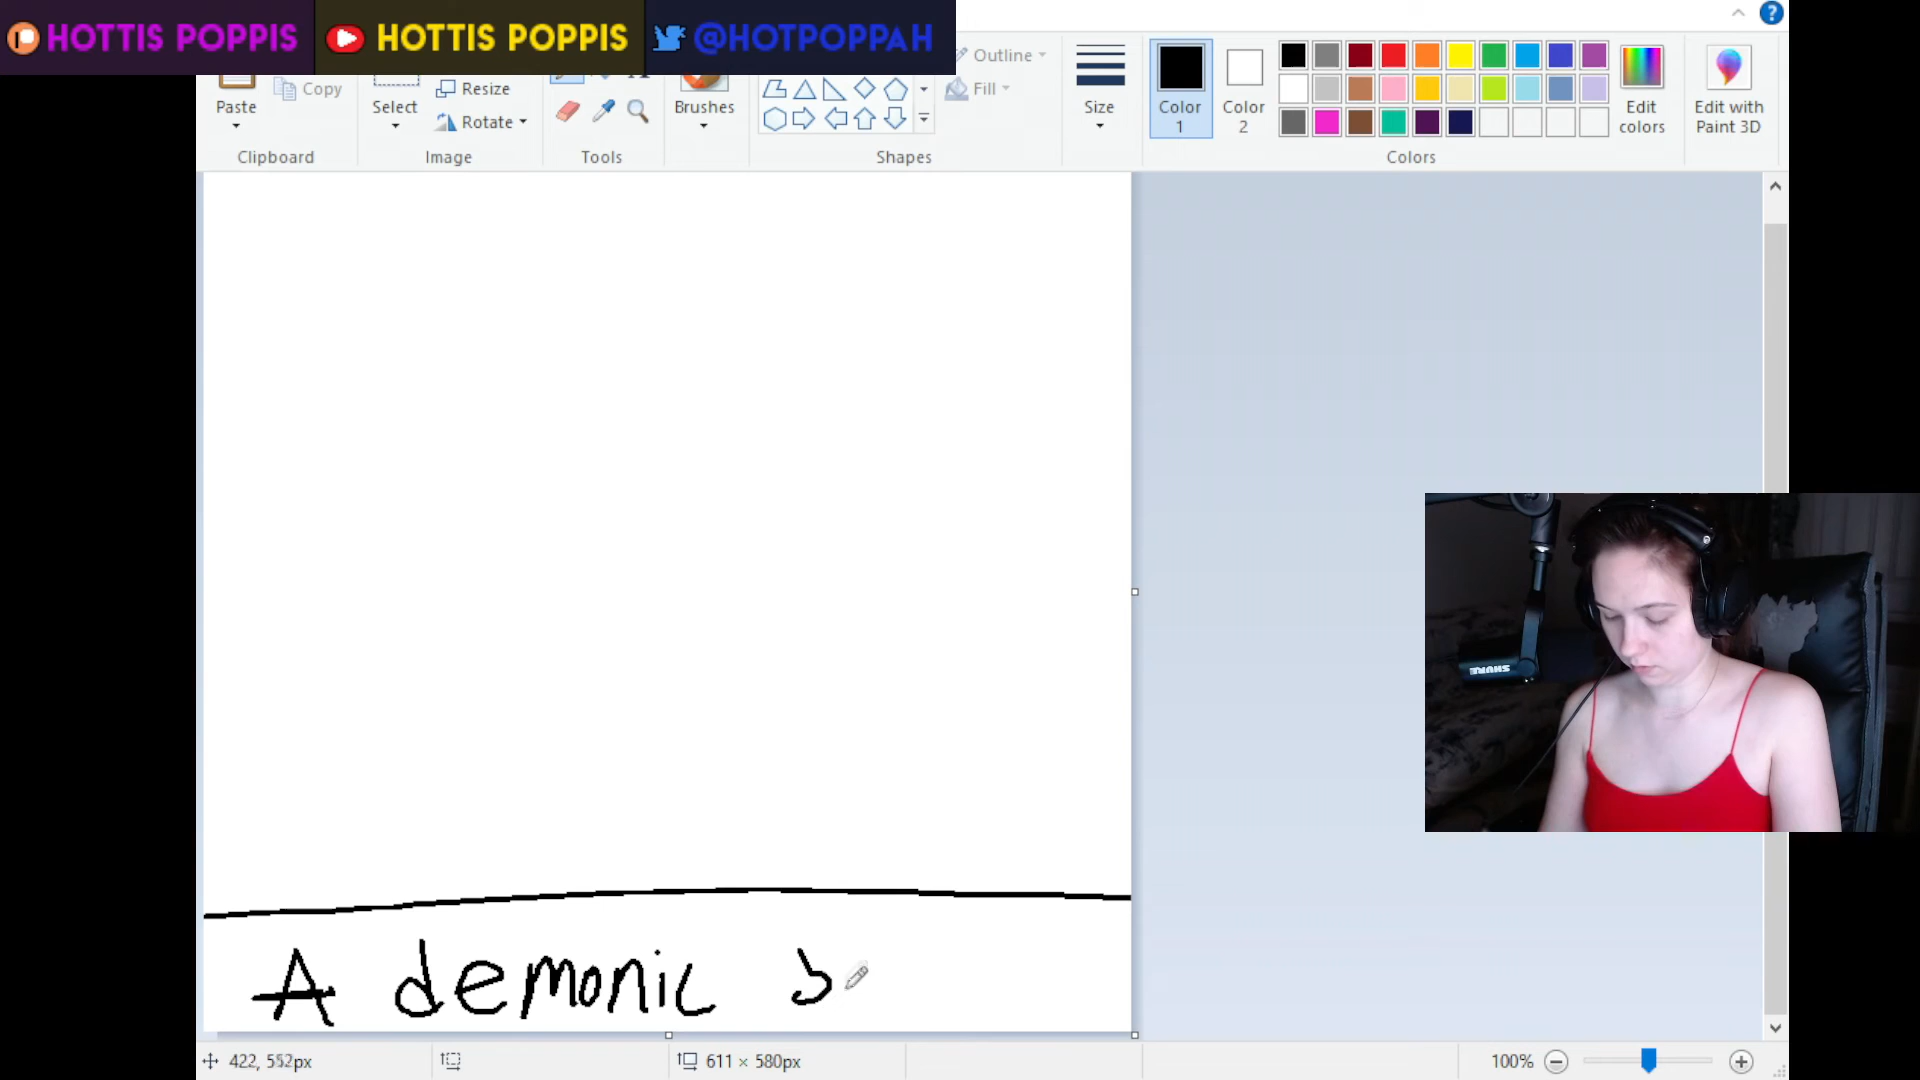 HOTTIS POPPIS HOTTIS POPPIS @HOTPOPPAH
Outline
Copy Resize Fill
Paste Select Rotate Brushes Size Color 1 Color 2 Edit colors Edit with Paint 3D
Clipboard Image Tools Shapes Colors
SHURE
A demonic s
422, 552px 611 × 580px 100%